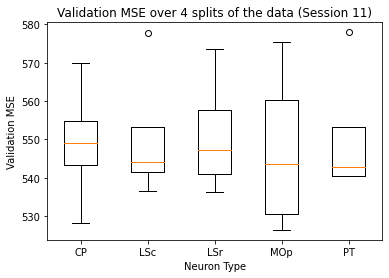 Validation MSE over 4 splits of the data (Session 11)
580
570
560
550
540
530
Validation MSE
CP LSc LSr MOp PT
Neuron Type